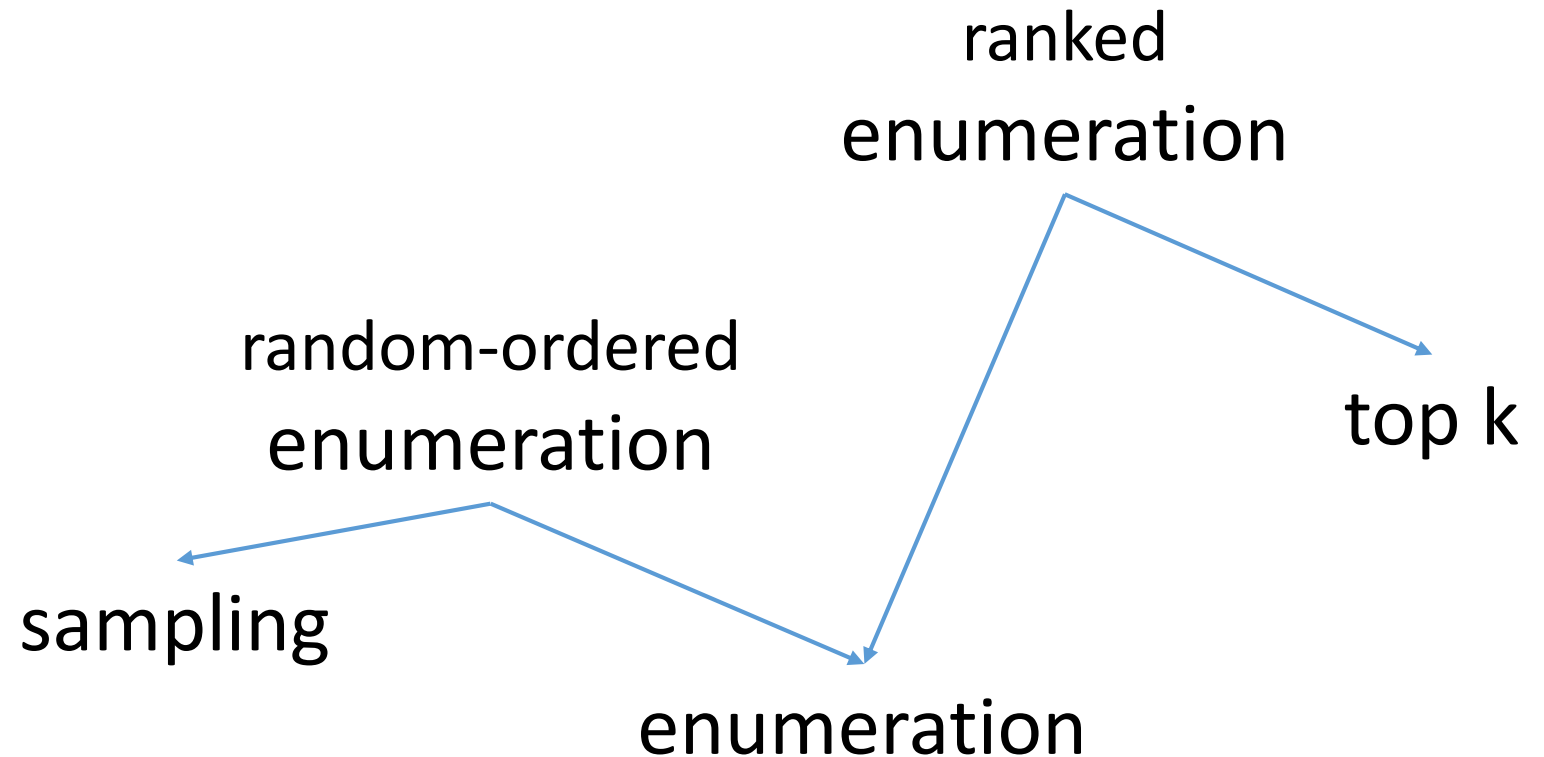 ranked
enumeration
random-ordered
enumeration
top k
sampling
enumeration